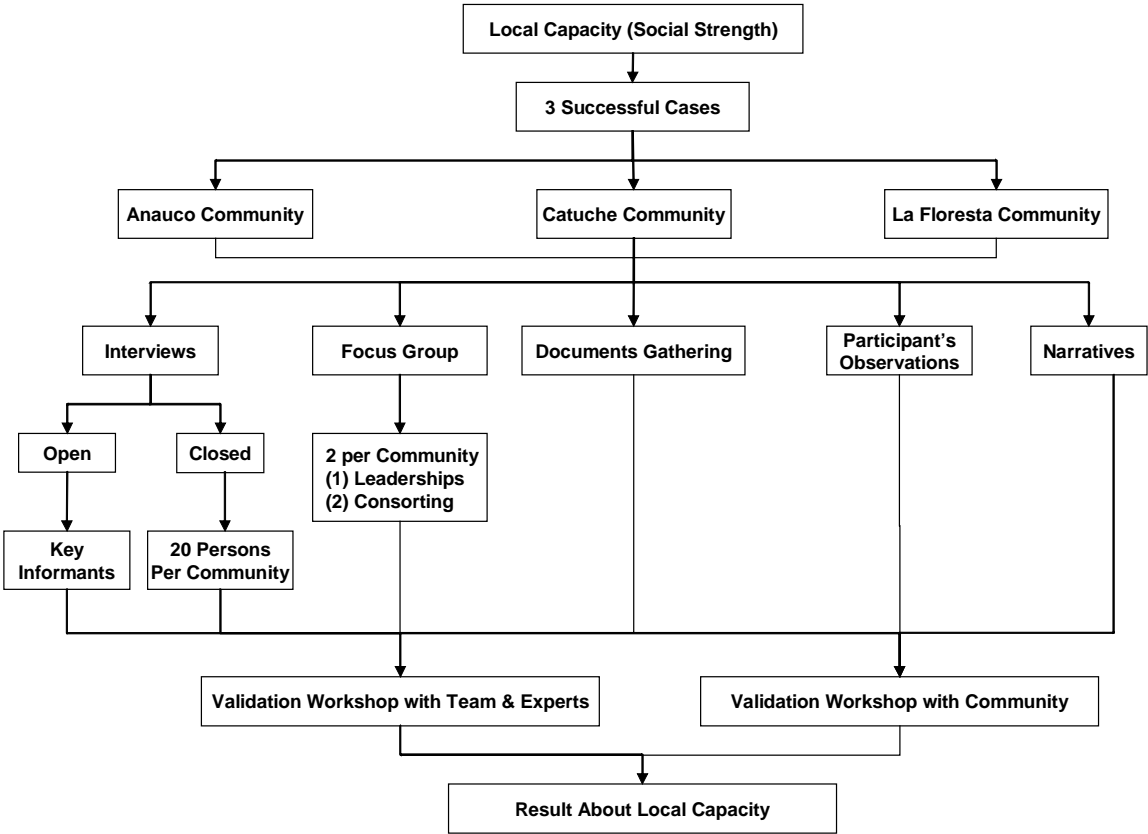 Local Capacity (Social Strength)
3 Successful Cases
Anauco Community
Catuche Community
La Floresta Community
Interviews
Focus Group
Documents Gathering
Participant's
Observations
Narratives
Open
Closed
2 per Community
(1) Leaderships
(2) Consorting
Key
Informants
20 Persons
Per Community
Validation Workshop with Team & Experts
Validation Workshop with Community
Result About Local Capacity